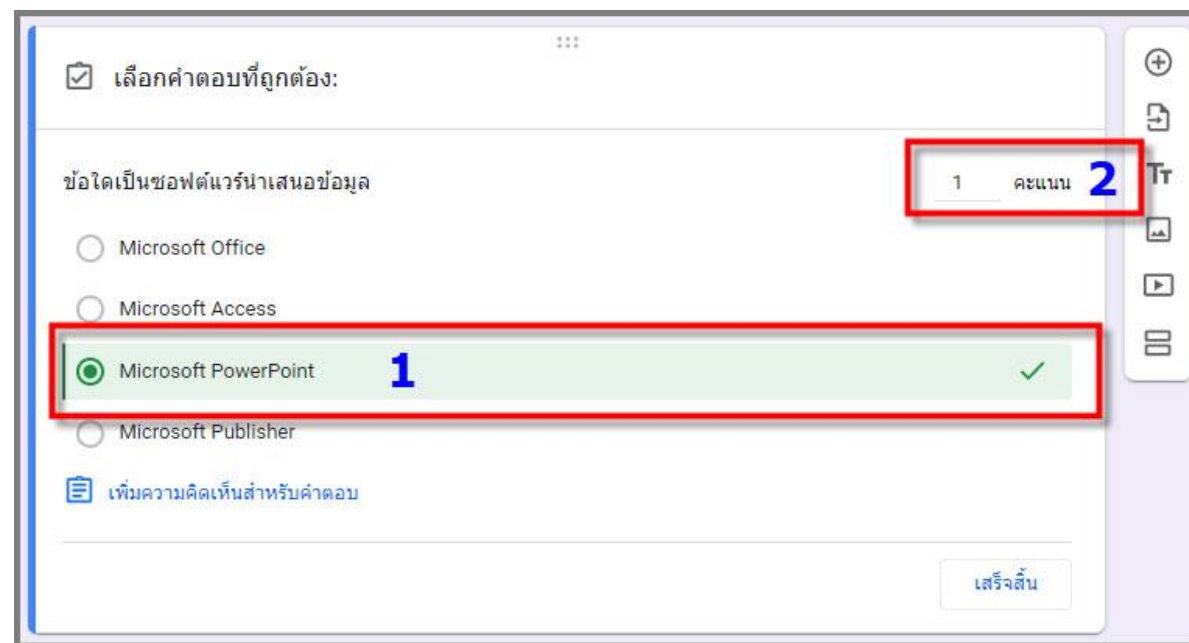 เลือกคำตอบที่ถูกต้อง:
ข้อใดเป็นซอฟต์แวร์นำเสนอข้อมูล
1 คะแนน 2
Tт
Microsoft Office
Microsoft Access
Microsoft PowerPoint 1
Microsoft Publisher
เพิ่มความคิดเห็นสำหรับคำตอบ
เสร็จสิ้น